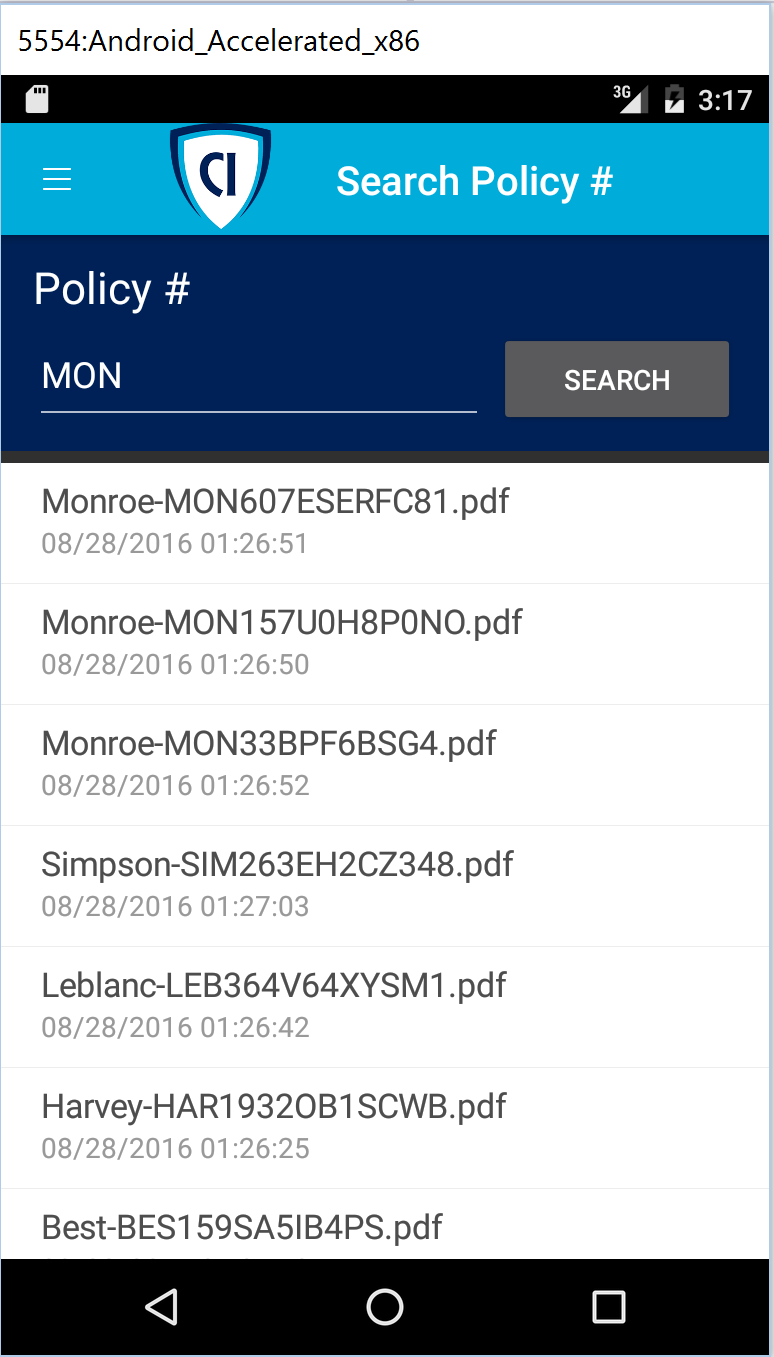 5554:Android_Accelerated_x86
3G 3:17
CI Search Policy #
Policy #
MON SEARCH
Monroe-MON607ESERFC81.pdf
08/28/2016 01:26:51
Monroe-MON157U0H8P0NO.pdf
08/28/2016 01:26:50
Monroe-MON33BPF6BSG4.pdf
08/28/2016 01:26:52
Simpson-SIM263EH2CZ348.pdf
08/28/2016 01:27:03
Leblanc-LEB364V64XYSM1.pdf
08/28/2016 01:26:42
Harvey-HAR1932OB1SCWB.pdf
08/28/2016 01:26:25
Best-BES159SA5IB4PS.pdf